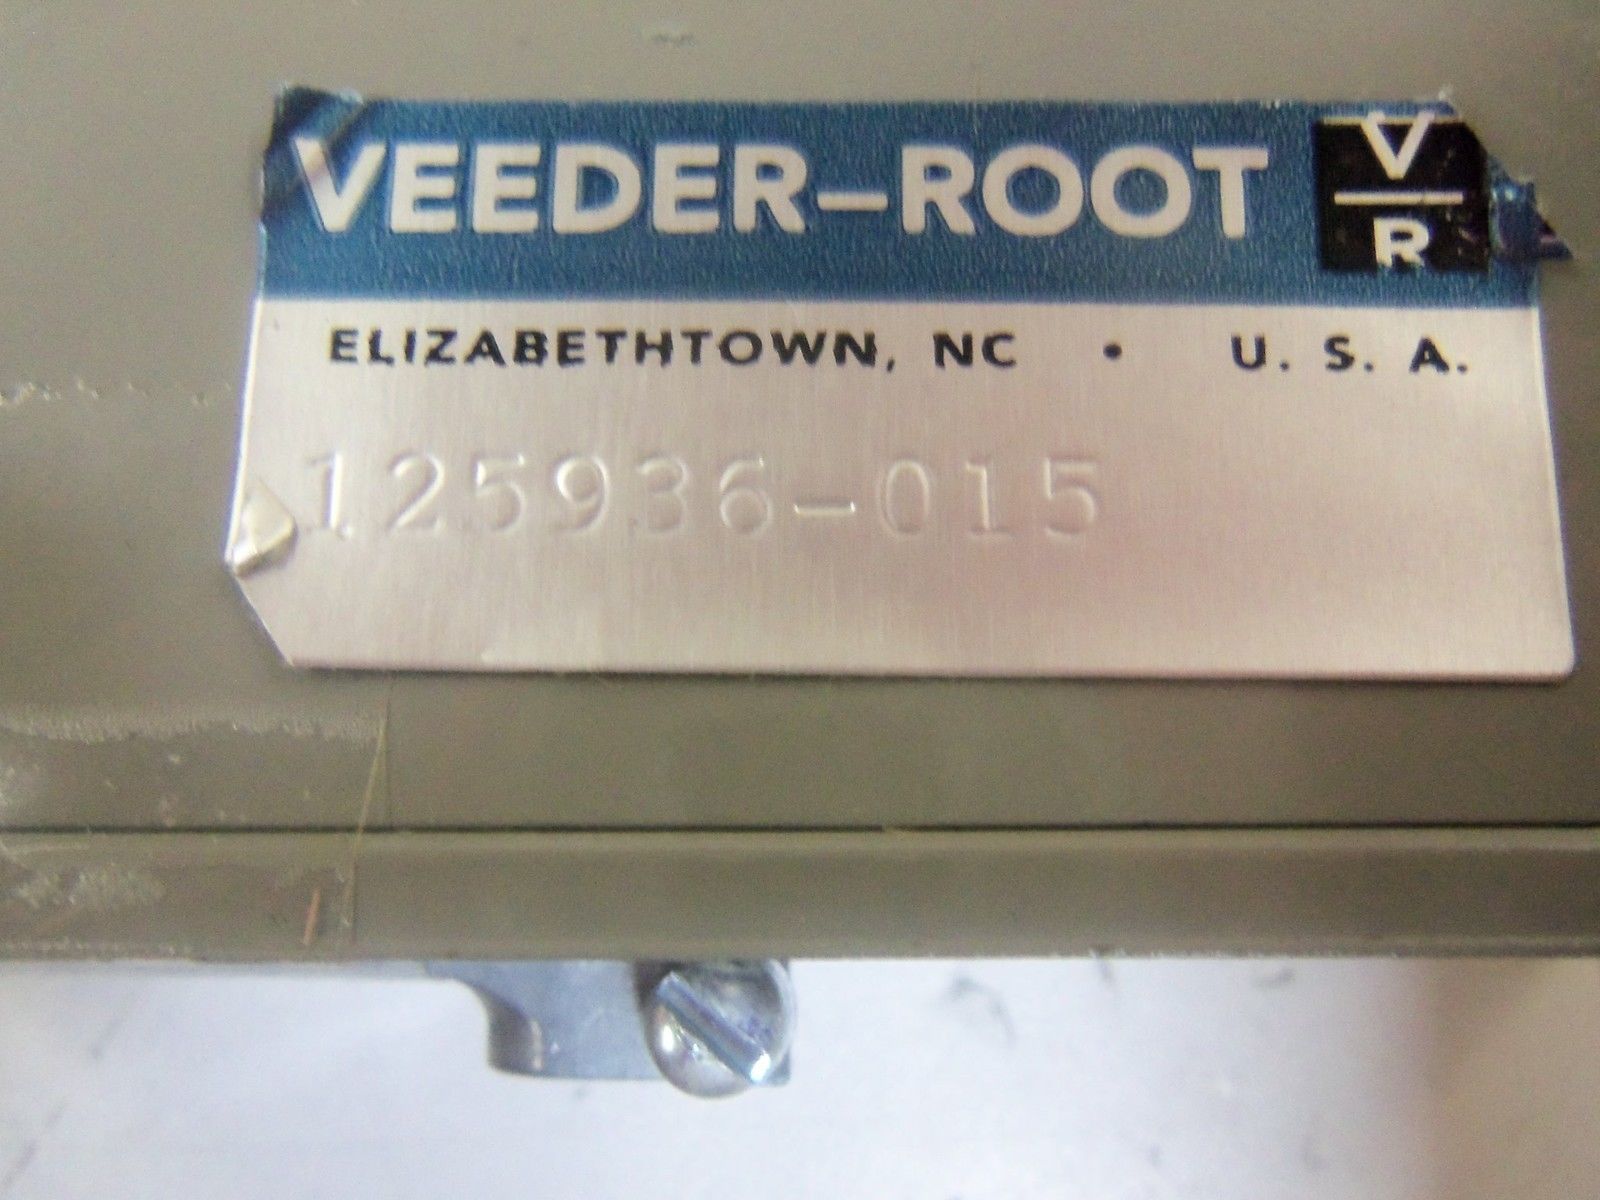 VEEDER-ROOT
V
R
ELIZABETHTOWN, NC • U. S. A.
125936-015